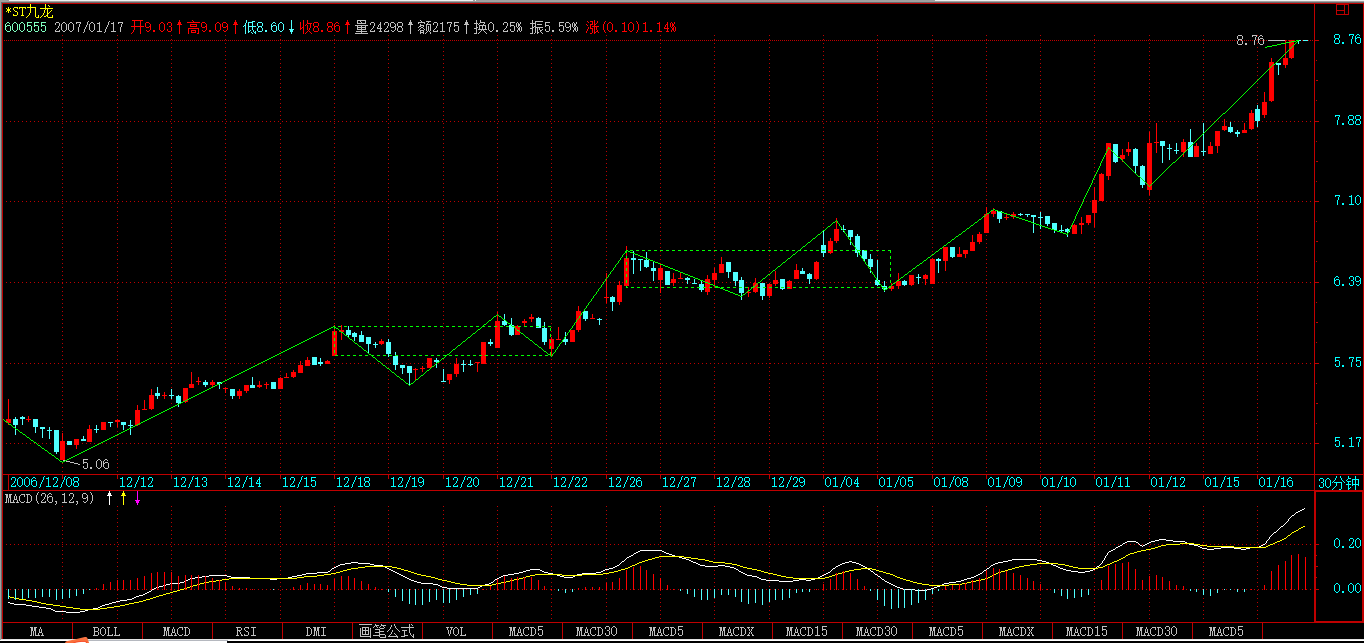 *ST九龙
日
600555 2007/01/17 开9.03↑高9.09↑低8.60↓收8.86↑量24298↑额2175↑换0.25% 振5.59% 涨(0.10)1.14%
8.76 8.76
7.88
7.10
6.39
5.75
5.17
5.06
2006/12/08 12/12 12/13 12/14 12/15 12/18 12/19 12/20 12/21 12/22 12/26 12/27 12/28 12/29 01/04 01/05 01/08 01/09 01/10 01/11 01/12 01/15 01/16 30分钟
MACD(26,12,9) ↑ ↑ ↓
0.20
0.00
MA BOLL MACD RSI DMI 画笔公式 VOL MACD5 MACD30 MACD5 MACDX MACD15 MACD30 MACD5 MACDX MACD15 MACD30 MACD5